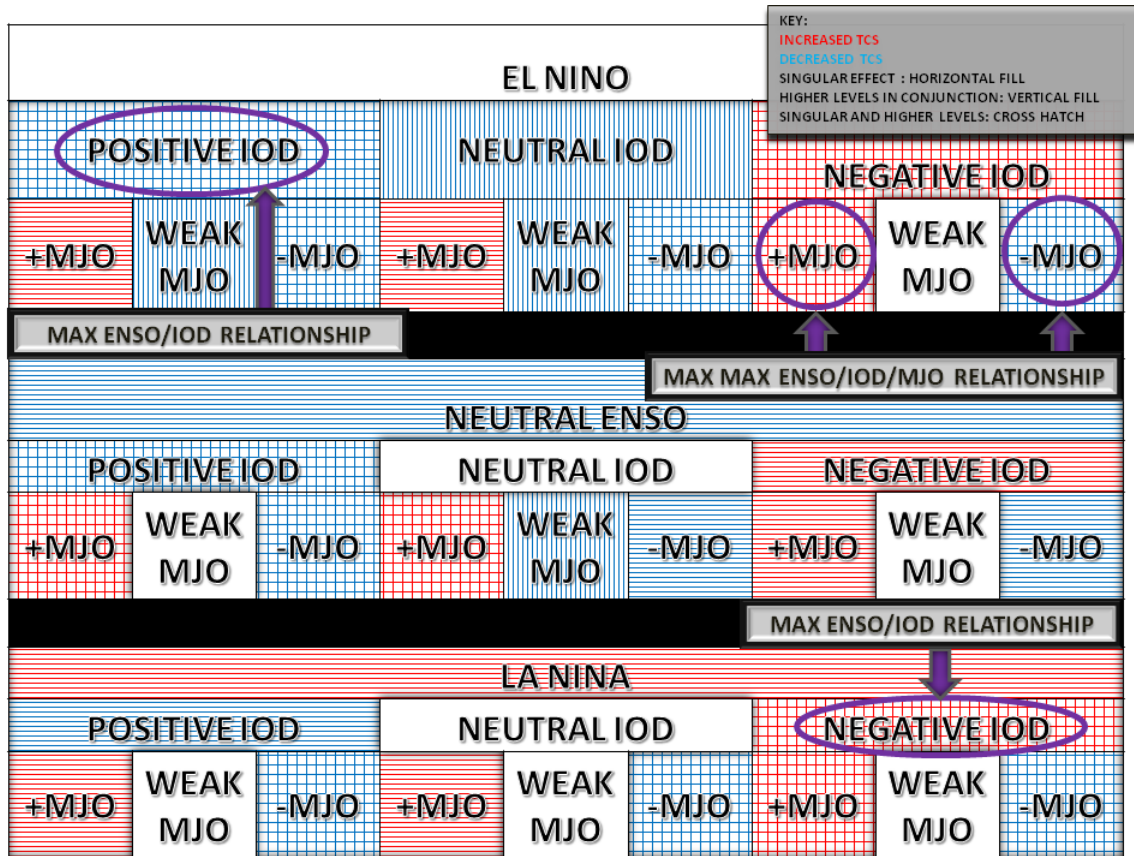 KEY:
INCREASED TCS
DECREASED TCS
SINGULAR EFFECT : HORIZONTAL FILL
HIGHER LEVELS IN CONJUNCTION: VERTICAL FILL
SINGULAR AND HIGHER LEVELS: CROSS HATCH
EL NINO
POSITIVE IOD
NEUTRAL IOD
NEGATIVE IOD
+MJO
WEAK
MJO
-MJO
+MJO
WEAK
MJO
-MJO
+MJO
WEAK
MJO
-MJO
MAX ENSO/IOD RELATIONSHIP
MAX MAX ENSO/IOD/MJO RELATIONSHIP
NEUTRAL ENSO
POSITIVE IOD
NEUTRAL IOD
NEGATIVE IOD
+MJO
WEAK
MJO
-MJO
+MJO
WEAK
MJO
-MJO
+MJO
WEAK
MJO
-MJO
MAX ENSO/IOD RELATIONSHIP
LA NINA
POSITIVE IOD
NEUTRAL IOD
NEGATIVE IOD
+MJO
WEAK
MJO
-MJO
+MJO
WEAK
MJO
-MJO
+MJO
WEAK
MJO
-MJO